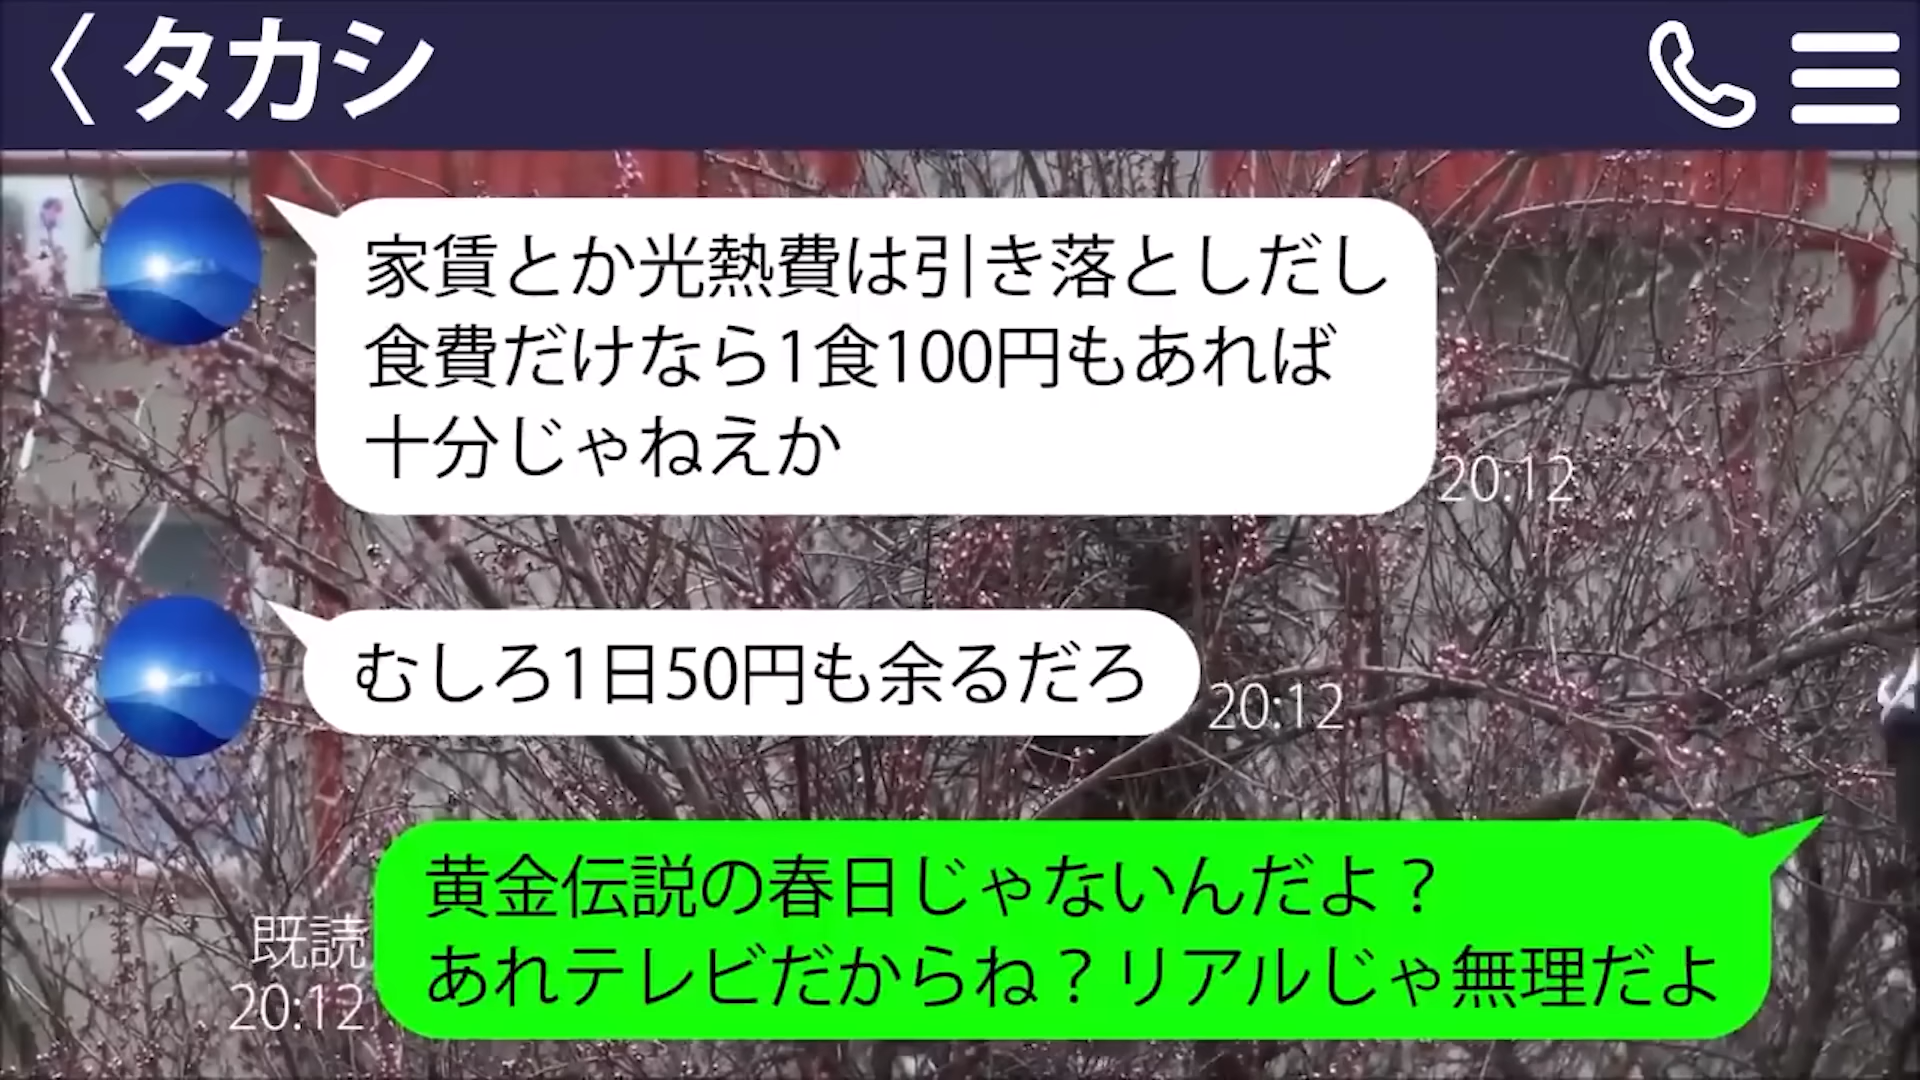 タカシ
家賃とか光熱費は引き落としだし
食費だけなら1食100円もあれば
十分じゃねえか
20:12
むしろ1日50円も余るだろ
20:12
黄金伝説の春日じゃないんだよ？
あれテレビだからね？リアルじゃ無理だよ
既読
20:12